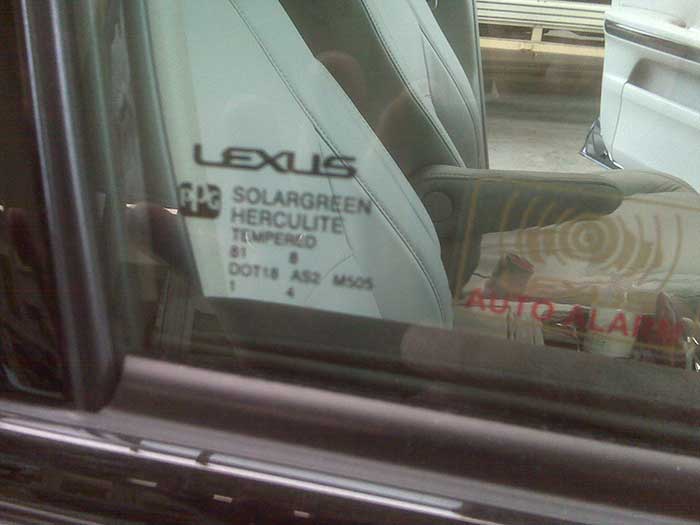 LEXUS
PPG
SOLARGREEN
HERCULITE
TEMPERED
81 8
DOT18 AS2 M505
1 4
AUTO ALARM